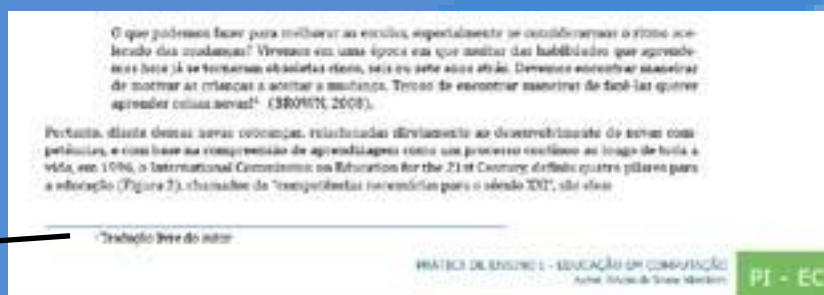 O que podemos fazer para melhorar as escolas, especialmente se considerarmos o ritmo ace-
lerado das mudanças? Vivemos em uma época em que muitas das habilidades que aprende-
mos hoje já se tornaram obsoletas cinco, seis ou sete anos atrás. Devemos encontrar maneiras
de motivar as crianças a aceitar a mudança. Temos de encontrar maneiras de fazê-las querer
aprender coisas novas (BROWN, 2008).
Portanto, diante dessas novas cobranças, relacionadas diretamente ao desenvolvimento de novas com-
petências, e com base na compreensão de aprendizagem como um processo contínuo ao longo de toda a
vida, em 1996, o International Commission on Education for the 21st Century definiu quatro pilares para
a educação (Figura 2), chamados de "competências necessárias para o século XXI", são eles:
Tradução livre do autor
PRÁTICA DE ENSINO 1 - EDUCAÇÃO EM COMPUTAÇÃO
Autor: de Souza
PI - EC